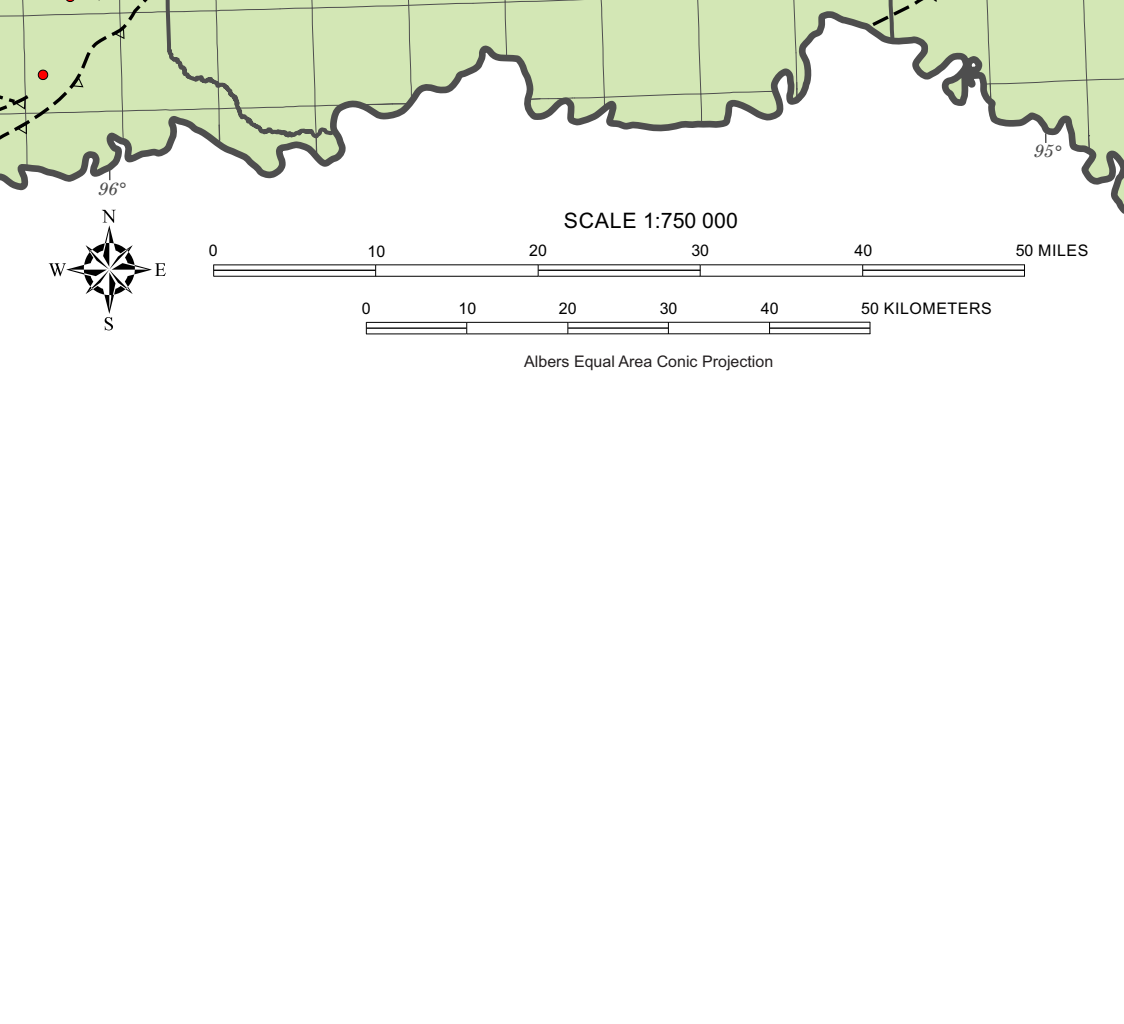 95°
96°
N
W E
S
SCALE 1:750 000
0 10 20 30 40 50 MILES
0 10 20 30 40 50 KILOMETERS
Albers Equal Area Conic Projection